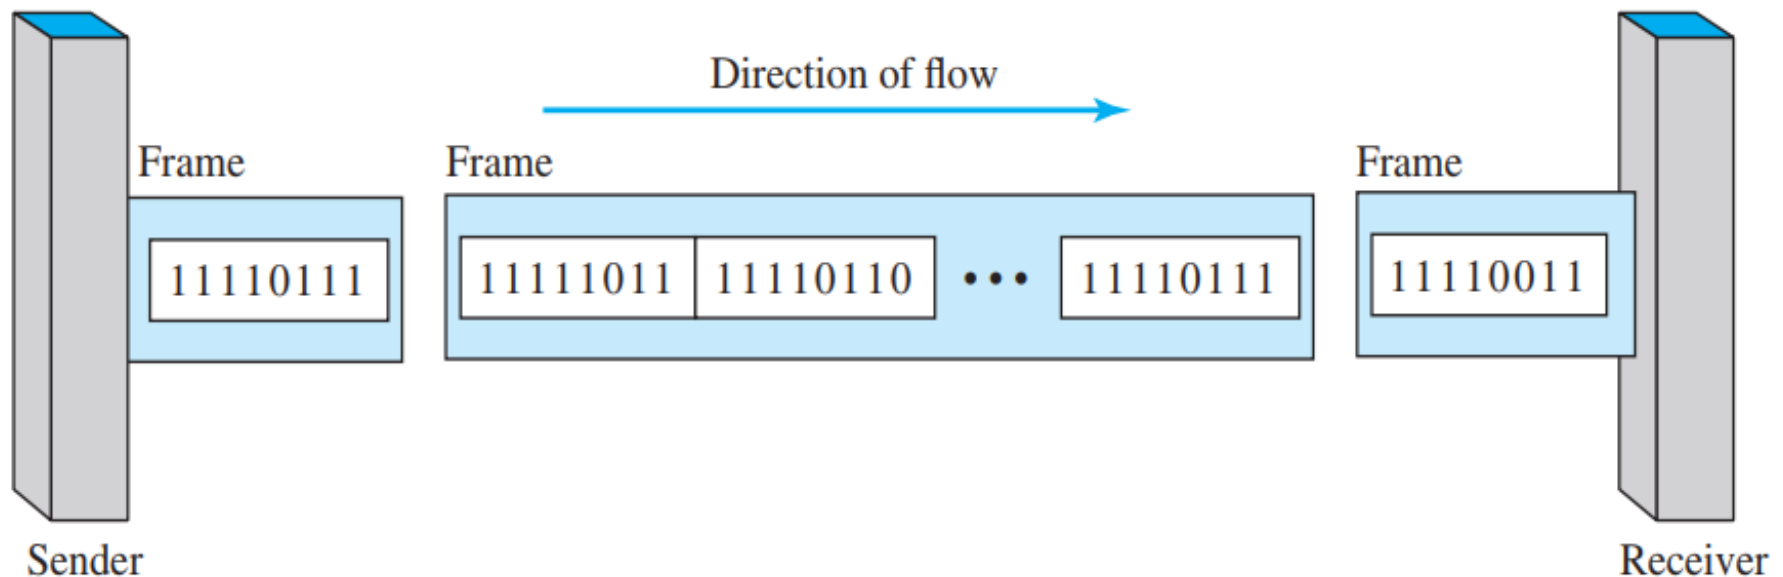 Direction of flow
Frame Frame Frame
11110111 11111011 11110110 ••• 11110111 11110011
Sender Receiver